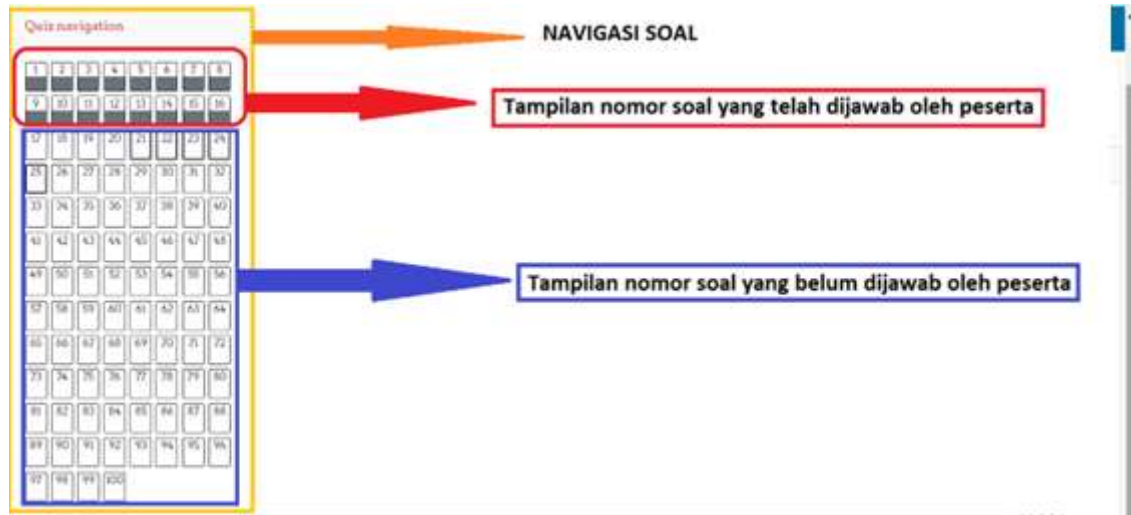 Quiz navigation
NAVIGASI SOAL
1 2 3 4 5 6 7 8
9 10 11 12 13 14 15 16
Tampilan nomor soal yang telah dijawab oleh peserta
17 18 19 20 21 22 23 24
25 26 27 28 29 30 31 32
33 34 35 36 37 38 39 40
41 42 43 44 45 46 47 48
49 50 51 52 53 54 55 56
Tampilan nomor soal yang belum dijawab oleh peserta
57 58 59 60 61 62 63 64
65 66 67 68 69 70 71 72
73 74 75 76 77 78 79 80
81 82 83 84 85 86 87 88
89 90 91 92 93 94 95 96
97 98 99 100